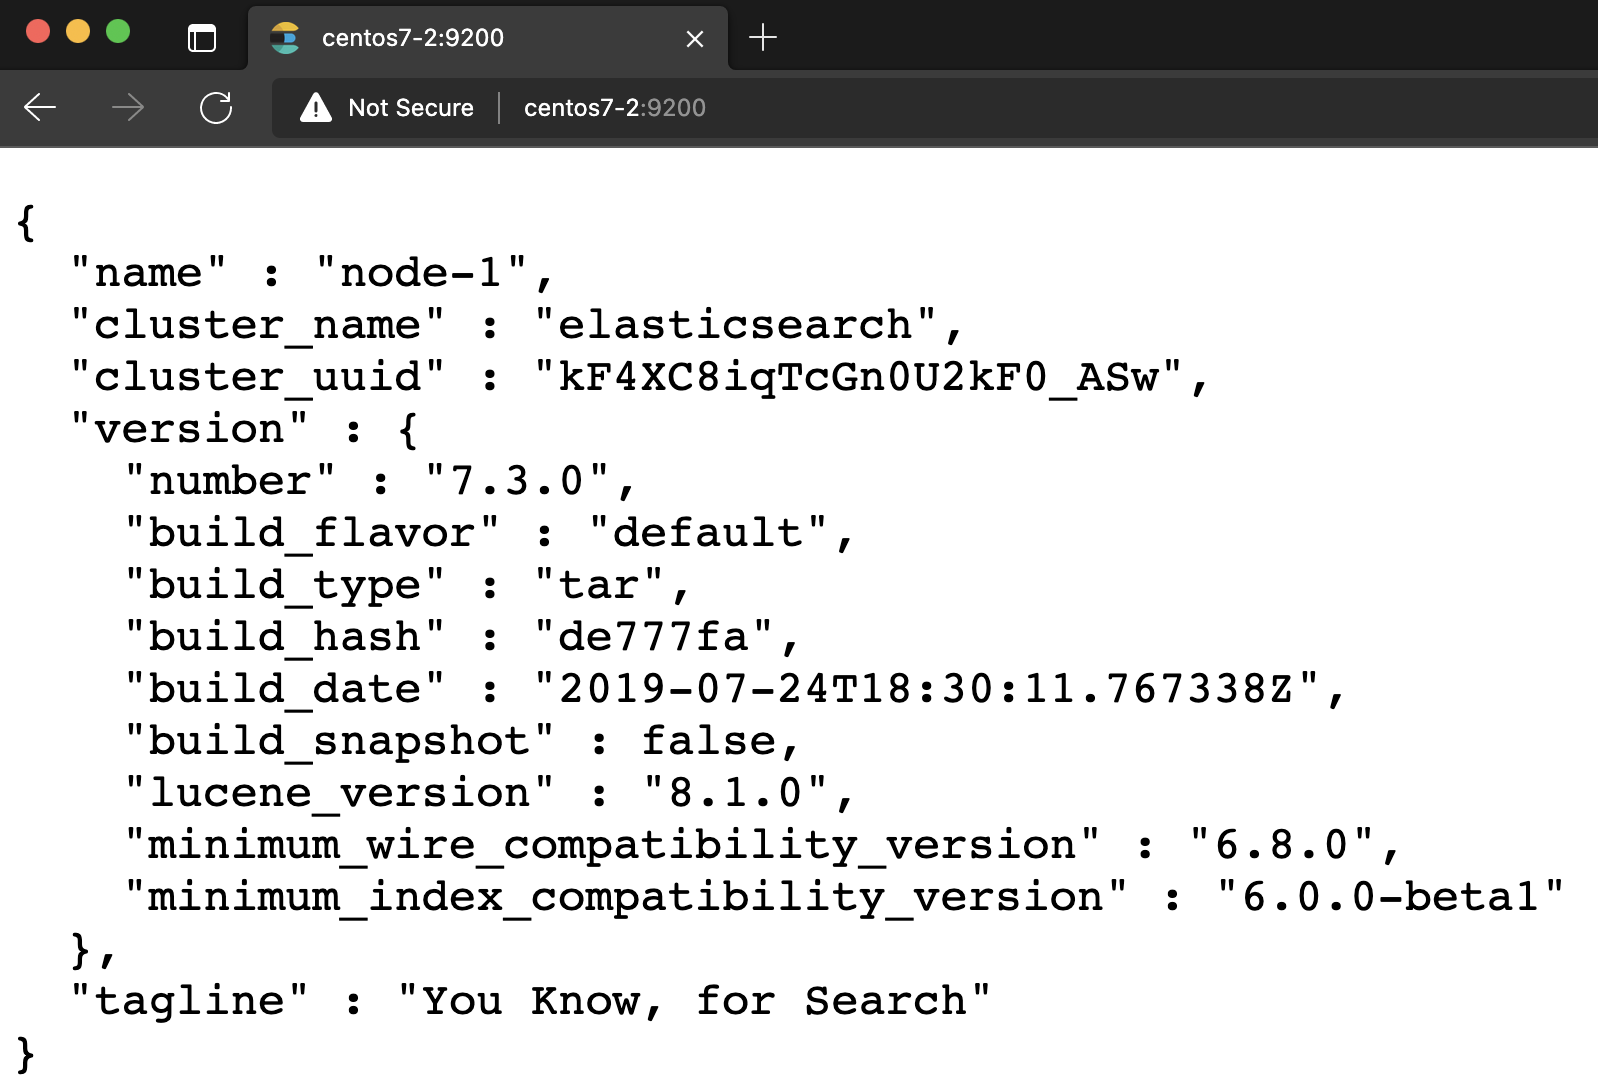 centos7-2:9200
Not Secure centos7-2:9200
{
  "name" : "node-1",
  "cluster_name" : "elasticsearch",
  "cluster_uuid" : "kF4XC8iqTcGn0U2kF0_ASw",
  "version" : {
    "number" : "7.3.0",
    "build_flavor" : "default",
    "build_type" : "tar",
    "build_hash" : "de777fa",
    "build_date" : "2019-07-24T18:30:11.767338Z",
    "build_snapshot" : false,
    "lucene_version" : "8.1.0",
    "minimum_wire_compatibility_version" : "6.8.0",
    "minimum_index_compatibility_version" : "6.0.0-beta1"
  },
  "tagline" : "You Know, for Search"
}